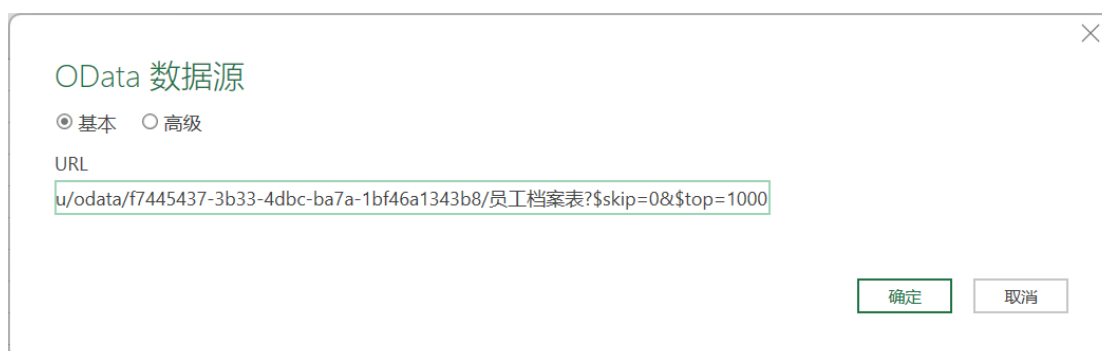 OData 数据源
基本 高级
URL
u/odata/f7445437-3b33-4dbc-ba7a-1bf46a1343b8/员工档案表?$skip=0&$top=1000
确定 取消